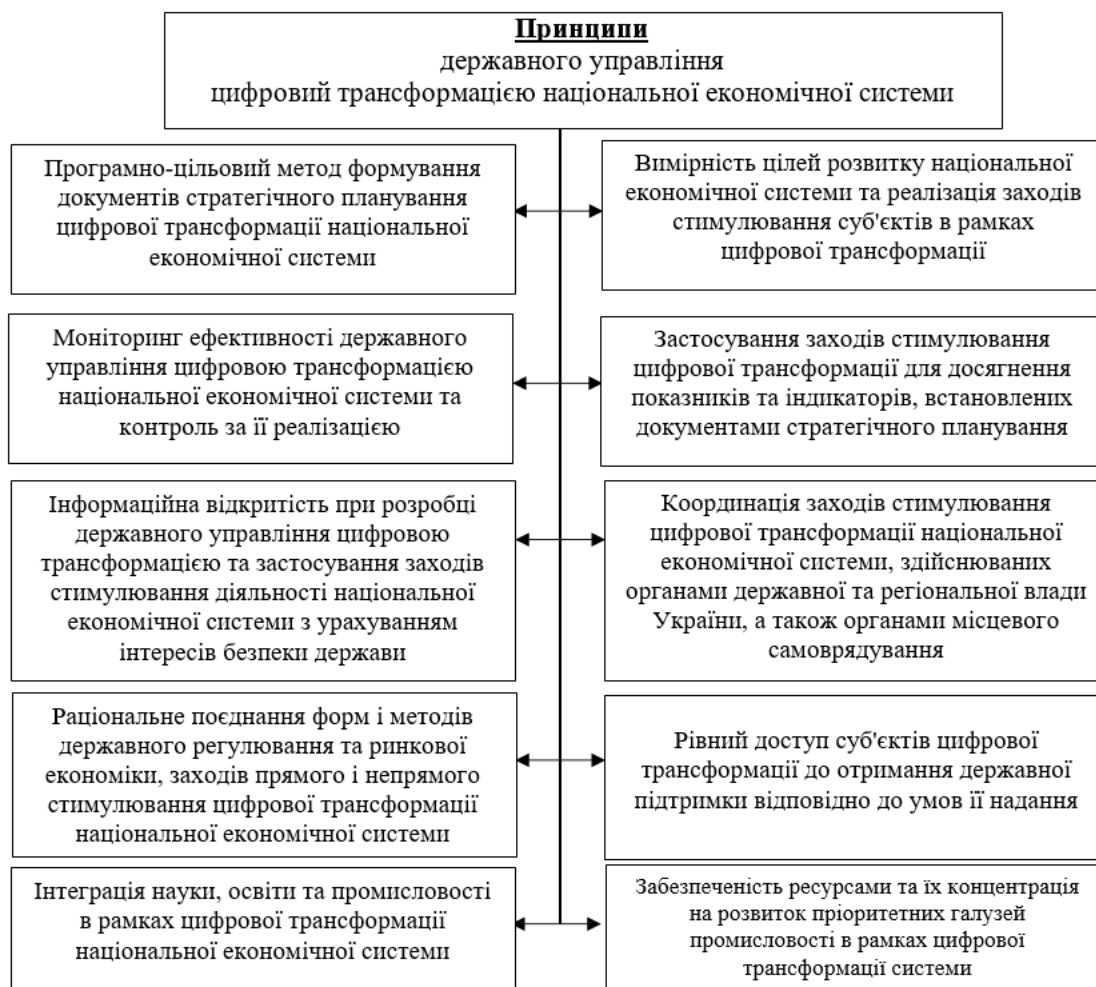 Принципи
державного управління
цифровий трансформацією національної економічної системи
Програмно-цільовий метод формування
документів стратегічного планування
цифрової трансформації національної
економічної системи
Вимірність цілей розвитку національної
економічної системи та реалізація заходів
стимулювання суб'єктів в рамках
цифрової трансформації
Моніторинг ефективності державного
управління цифровою трансформацією
національної економічної системи та
контроль за її реалізацією
Застосування заходів стимулювання
цифрової трансформації для досягнення
показників та індикаторів, встановлених
документами стратегічного планування
Інформаційна відкритість при розробці
державного управління цифровою
трансформацією та застосування заходів
стимулювання діяльності національної
економічної системи з урахуванням
інтересів безпеки держави
Координація заходів стимулювання
цифрової трансформації національної
економічної системи, здійснюваних
органами державної та регіональної влади
України, а також органами місцевого
самоврядування
Раціональне поєднання форм і методів
державного регулювання та ринкової
економіки, заходів прямого і непрямого
стимулювання цифрової трансформації
національної економічної системи
Рівний доступ суб'єктів цифрової
трансформації до отримання державної
підтримки відповідно до умов її надання
Інтеграція науки, освіти та промисловості
в рамках цифрової трансформації
національної економічної системи
Забезпеченість ресурсами та їх концентрація
на розвиток пріоритетних галузей
промисловості в рамках цифрової
трансформації системи